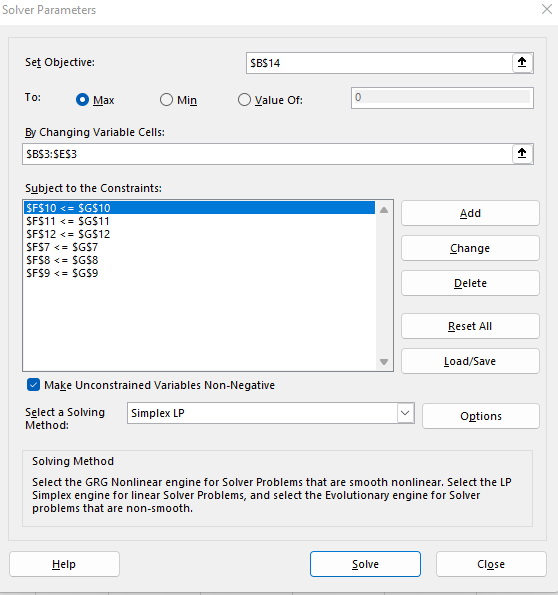 Solver Parameters
Set Objective:
$B$14
To:
Max
Min
Value Of:
0
By Changing Variable Cells:
$B$3:$E$3
Subject to the Constraints:
$F$10 <= $G$10
$F$11 <= $G$11
$F$12 <= $G$12
$F$7 <= $G$7
$F$8 <= $G$8
$F$9 <= $G$9
Add
Change
Delete
Reset All
Load/Save
Make Unconstrained Variables Non-Negative
Select a Solving
Method:
Simplex LP
Options
Solving Method
Select the GRG Nonlinear engine for Solver Problems that are smooth nonlinear. Select the LP
Simplex engine for linear Solver Problems, and select the Evolutionary engine for Solver
problems that are non-smooth.
Help
Solve
Close